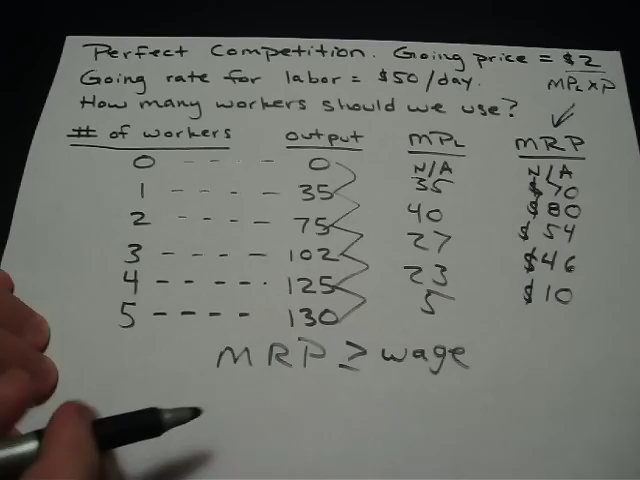 Perfect Competition. Going price = $2
Going rate for labor = $50/day. MPL x P
How many workers should we use?
# of workers output MPL MRP
0 - - - - 0 N/A N/A
1 - - - - 35 35 $70
2 - - - - 75 40 $80
3 - - - - 102 27 $54
4 - - - - - . 125 23 $46
5 - - - - 130 5 $10
MRP ≥ wage